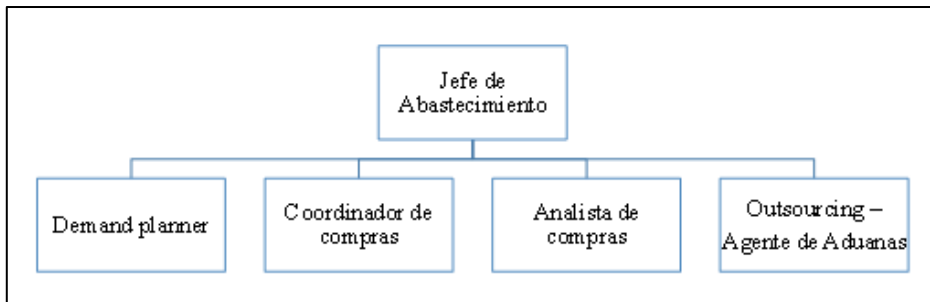 Jefe de
Abastecimiento
Demand planner
Coordinador de
compras
Analista de
compras
Outsourcing –
Agente de Aduanas